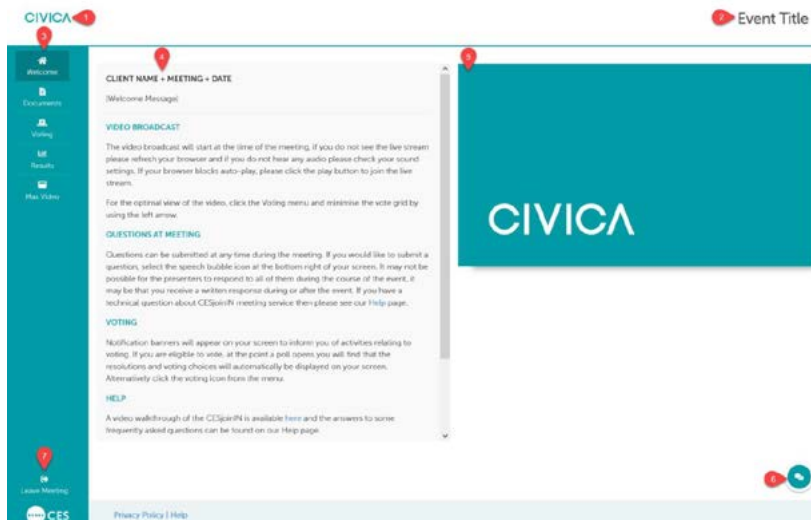 CIVICA
1
2
Event Title
3
Welcome
Documents
Voting
Results
Max Video
4
CLIENT NAME + MEETING + DATE
[Welcome Message]
VIDEO BROADCAST
The video broadcast will start at the time of the meeting, if you do not see the live stream
please refresh your browser and if you do not hear any audio please check your sound
settings. If your browser blocks auto-play, please click the play button to join the live
stream.
For the optimal view of the video, click the Voting menu and minimise the vote grid by
using the left arrow.
QUESTIONS AT MEETING
Questions can be submitted at any time during the meeting. If you would like to submit a
question, select the speech bubble icon at the bottom right of your screen. It may not be
possible for the presenters to respond to all of them during the course of the event, it
may be that you receive a written response during or after the event. If you have a
technical question about CESjoinIN meeting service then please see our Help page.
VOTING
Notification banners will appear on your screen to inform you of activities relating to
voting. If you are eligible to vote, at the point a poll opens you will find that the
resolutions and voting choices will automatically be displayed on your screen.
Alternatively click the voting icon from the menu.
HELP
A video walkthrough of the CESjoinIN is available here and the answers to some
frequently asked questions can be found on our Help page.
5
CIVICA
6
7
Leave Meeting
CES
Privacy Policy | Help